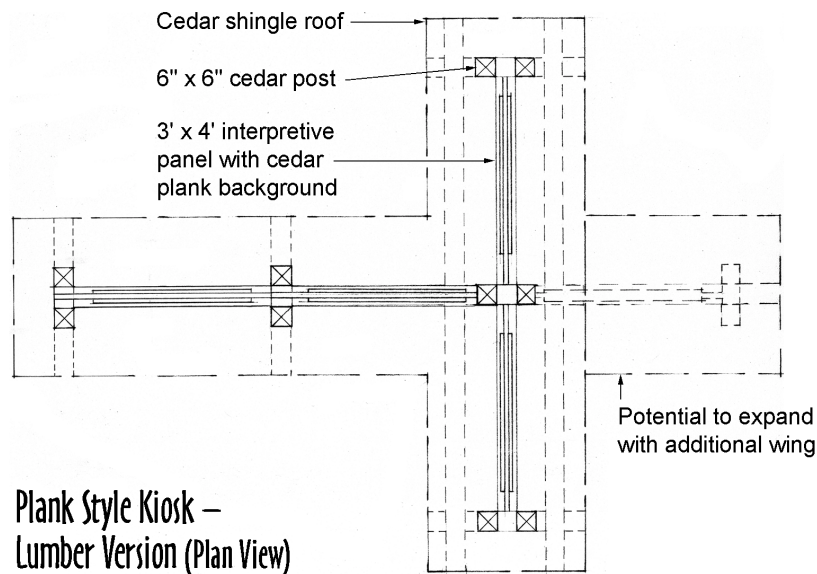 Cedar shingle roof
6" x 6" cedar post
3' x 4' interpretive
panel with cedar
plank background
Potential to expand
with additional wing
Plank Style Kiosk –
Lumber Version (Plan View)